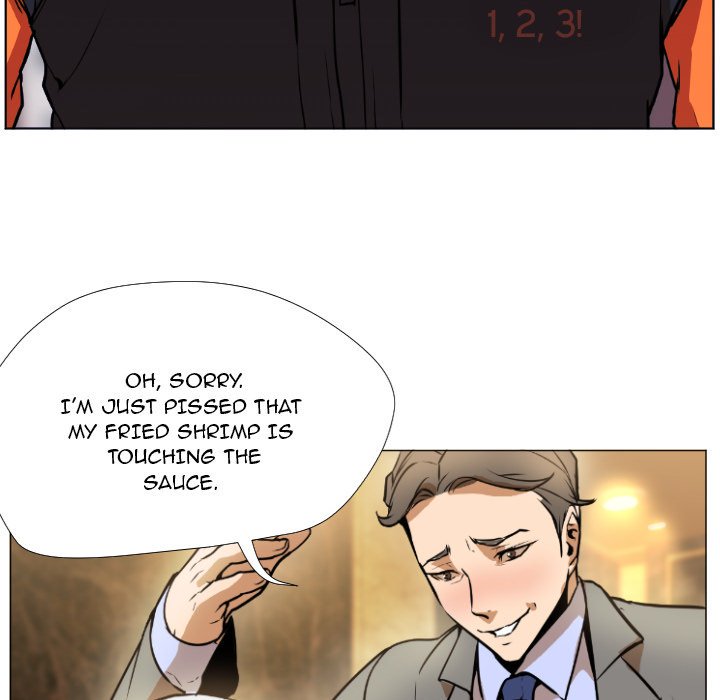 1, 2, 3!
OH, SORRY.
I'M JUST PISSED THAT
MY FRIED SHRIMP IS
TOUCHING THE
SAUCE.